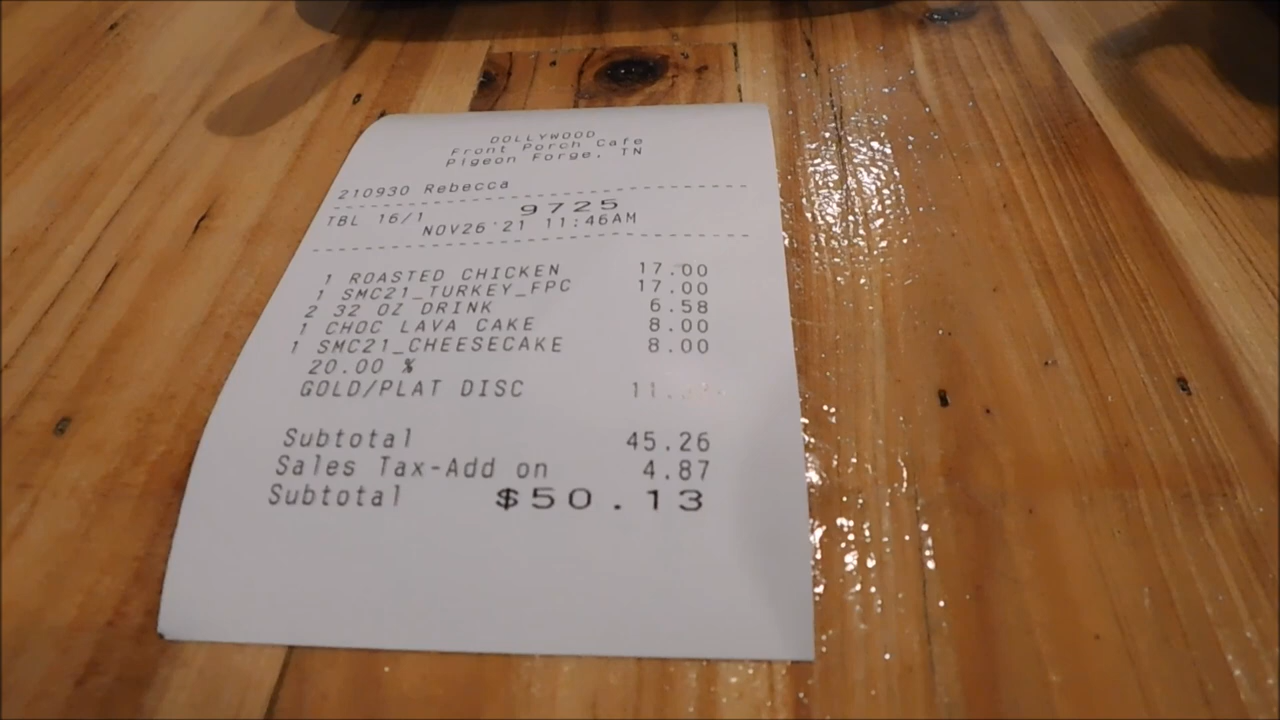 DOLLYWOOD
Front Porch Cafe
Pigeon Forge, TN
210930 Rebecca
TBL 16/1 9725
NOV26'21 11:46AM
1 ROASTED CHICKEN 17.00
1 SMC21_TURKEY_FPC 17.00
2 32 OZ DRINK 6.58
1 CHOC LAVA CAKE 8.00
1 SMC21_CHEESECAKE 8.00
20.00 %
GOLD/PLAT DISC
Subtotal 45.26
Sales Tax-Add on 4.87
Subtotal $50.13